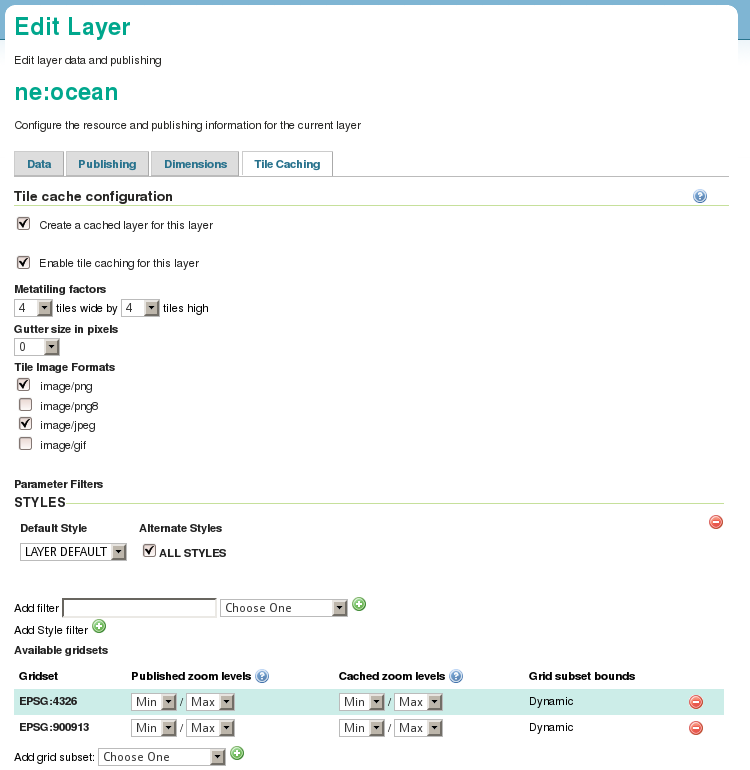 Edit Layer
Edit layer data and publishing
ne:ocean
Configure the resource and publishing information for the current layer
Data Publishing Dimensions Tile Caching
Tile cache configuration
Create a cached layer for this layer
Enable tile caching for this layer
Metatiling factors
4 tiles wide by 4 tiles high
Gutter size in pixels
0
Tile Image Formats
image/png
image/png8
image/jpeg
image/gif
Parameter Filters
STYLES
Default Style Alternate Styles
LAYER DEFAULT ALL STYLES
Add filter Choose One
Add Style filter
Available gridsets
Gridset Published zoom levels Cached zoom levels Grid subset bounds
EPSG:4326 Min / Max Min / Max Dynamic
EPSG:900913 Min / Max Min / Max Dynamic
Add grid subset: Choose One